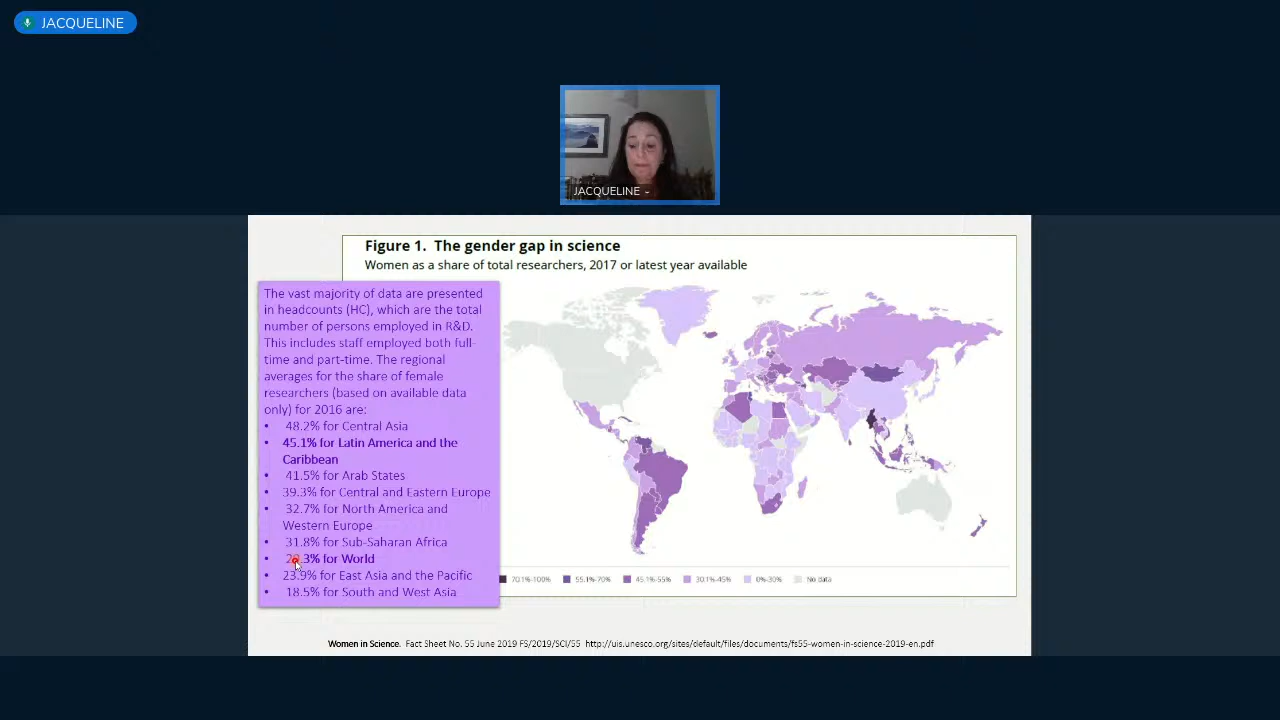 JACQUELINE
JACQUELINE
Figure 1. The gender gap in science
Women as a share of total researchers, 2017 or latest year available
The vast majority of data are presented
in headcounts (HC), which are the total
number of persons employed in R&D.
This includes staff employed both full-
time and part-time. The regional
averages for the share of female
researchers (based on available data
only) for 2016 are:
• 48.2% for Central Asia
• 45.1% for Latin America and the
Caribbean
• 41.5% for Arab States
• 39.3% for Central and Eastern Europe
• 32.7% for North America and
Western Europe
• 31.8% for Sub-Saharan Africa
• for World
• 23.9% for East Asia and the Pacific
• 18.5% for South and West Asia
70.1%-100% 55.1%-70% 45.1%-55% 30.1%-45% 0%-30% No data
Women in Science. Fact Sheet No. 55 June 2019 FS/2019/SCI/55 http://uis.unesco.org/sites/default/files/documents/fs55-women-in-science-2019-en.pdf